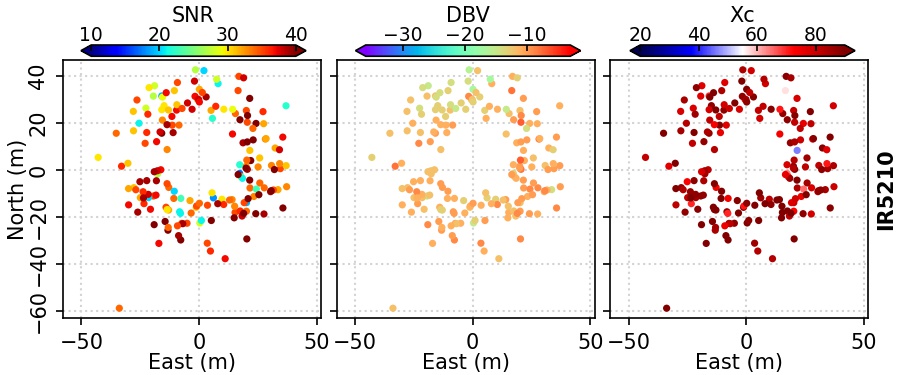 SNR DBV Xc
10 20 30 40 −30 −20 −10 20 40 60 80
40
20
0
−20
−40
−60
North (m)
IR5210
−50 0 50 −50 0 50 −50 0 50
East (m) East (m) East (m)